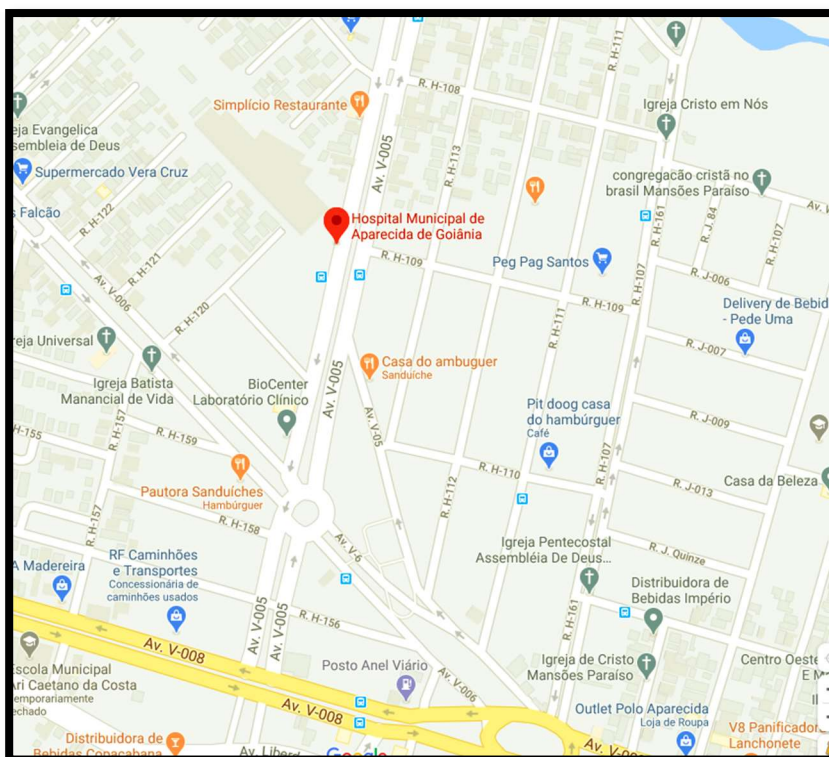 R. H-111
R. H-108
Simplício Restaurante
Igreja Cristo em Nós
eja Evangelica
ssembleia de Deus
Av. V-005
R. H-113
congregação cristã no
brasil Mansões Paraíso
Supermercado Vera Cruz
s Falcão
R. H-122
Hospital Municipal de
Aparecida de Goiânia
R. H-161
R. J. 84
R. H-107
R. H-121
R. H-109
Peg Pag Santos
R. J-006
Av. V-006
R. H-107
R. H-120
R. H-111
R. H-109
Delivery de Bebid
- Pede Uma
reja Universal
R. J-007
Casa do ambuguer
Sanduíche
Igreja Batista
Manancial de Vida
BioCenter
Laboratório Clínico
Av. V-005
Pit doog casa
do hambúrguer
Café
R. J-009
Av. V-05
H-155
R. H-157
R. H-159
R. H-107
R. H-110
R. H-112
Casa da Beleza
R. J-013
Pautora Sanduíches
Hambúrguer
R. H-157
R. H-158
Av. V-6
Igreja Pentecostal
Assembléia De Deus...
R. J. Quinze
A Madereira
RF Caminhões
e Transportes
Concessionária de
caminhões usados
Distribuidora de
Bebidas Império
Av. V-005
Av. V-005
R. H-156
R. H-161
Av. V-008
Posto Anel Viário
Av. V-006
Igreja de Cristo
Mansões Paraíso
Centro Oeste
Escola Municipal
Ari Caetano da Costa
emporariamente
echado
Av. V-008
Outlet Polo Aparecida
Loja de Roupa
V8 Panificador
Lanchonete
Distribuidora de
Bebidas Copacabana
Av. Liberd
Google